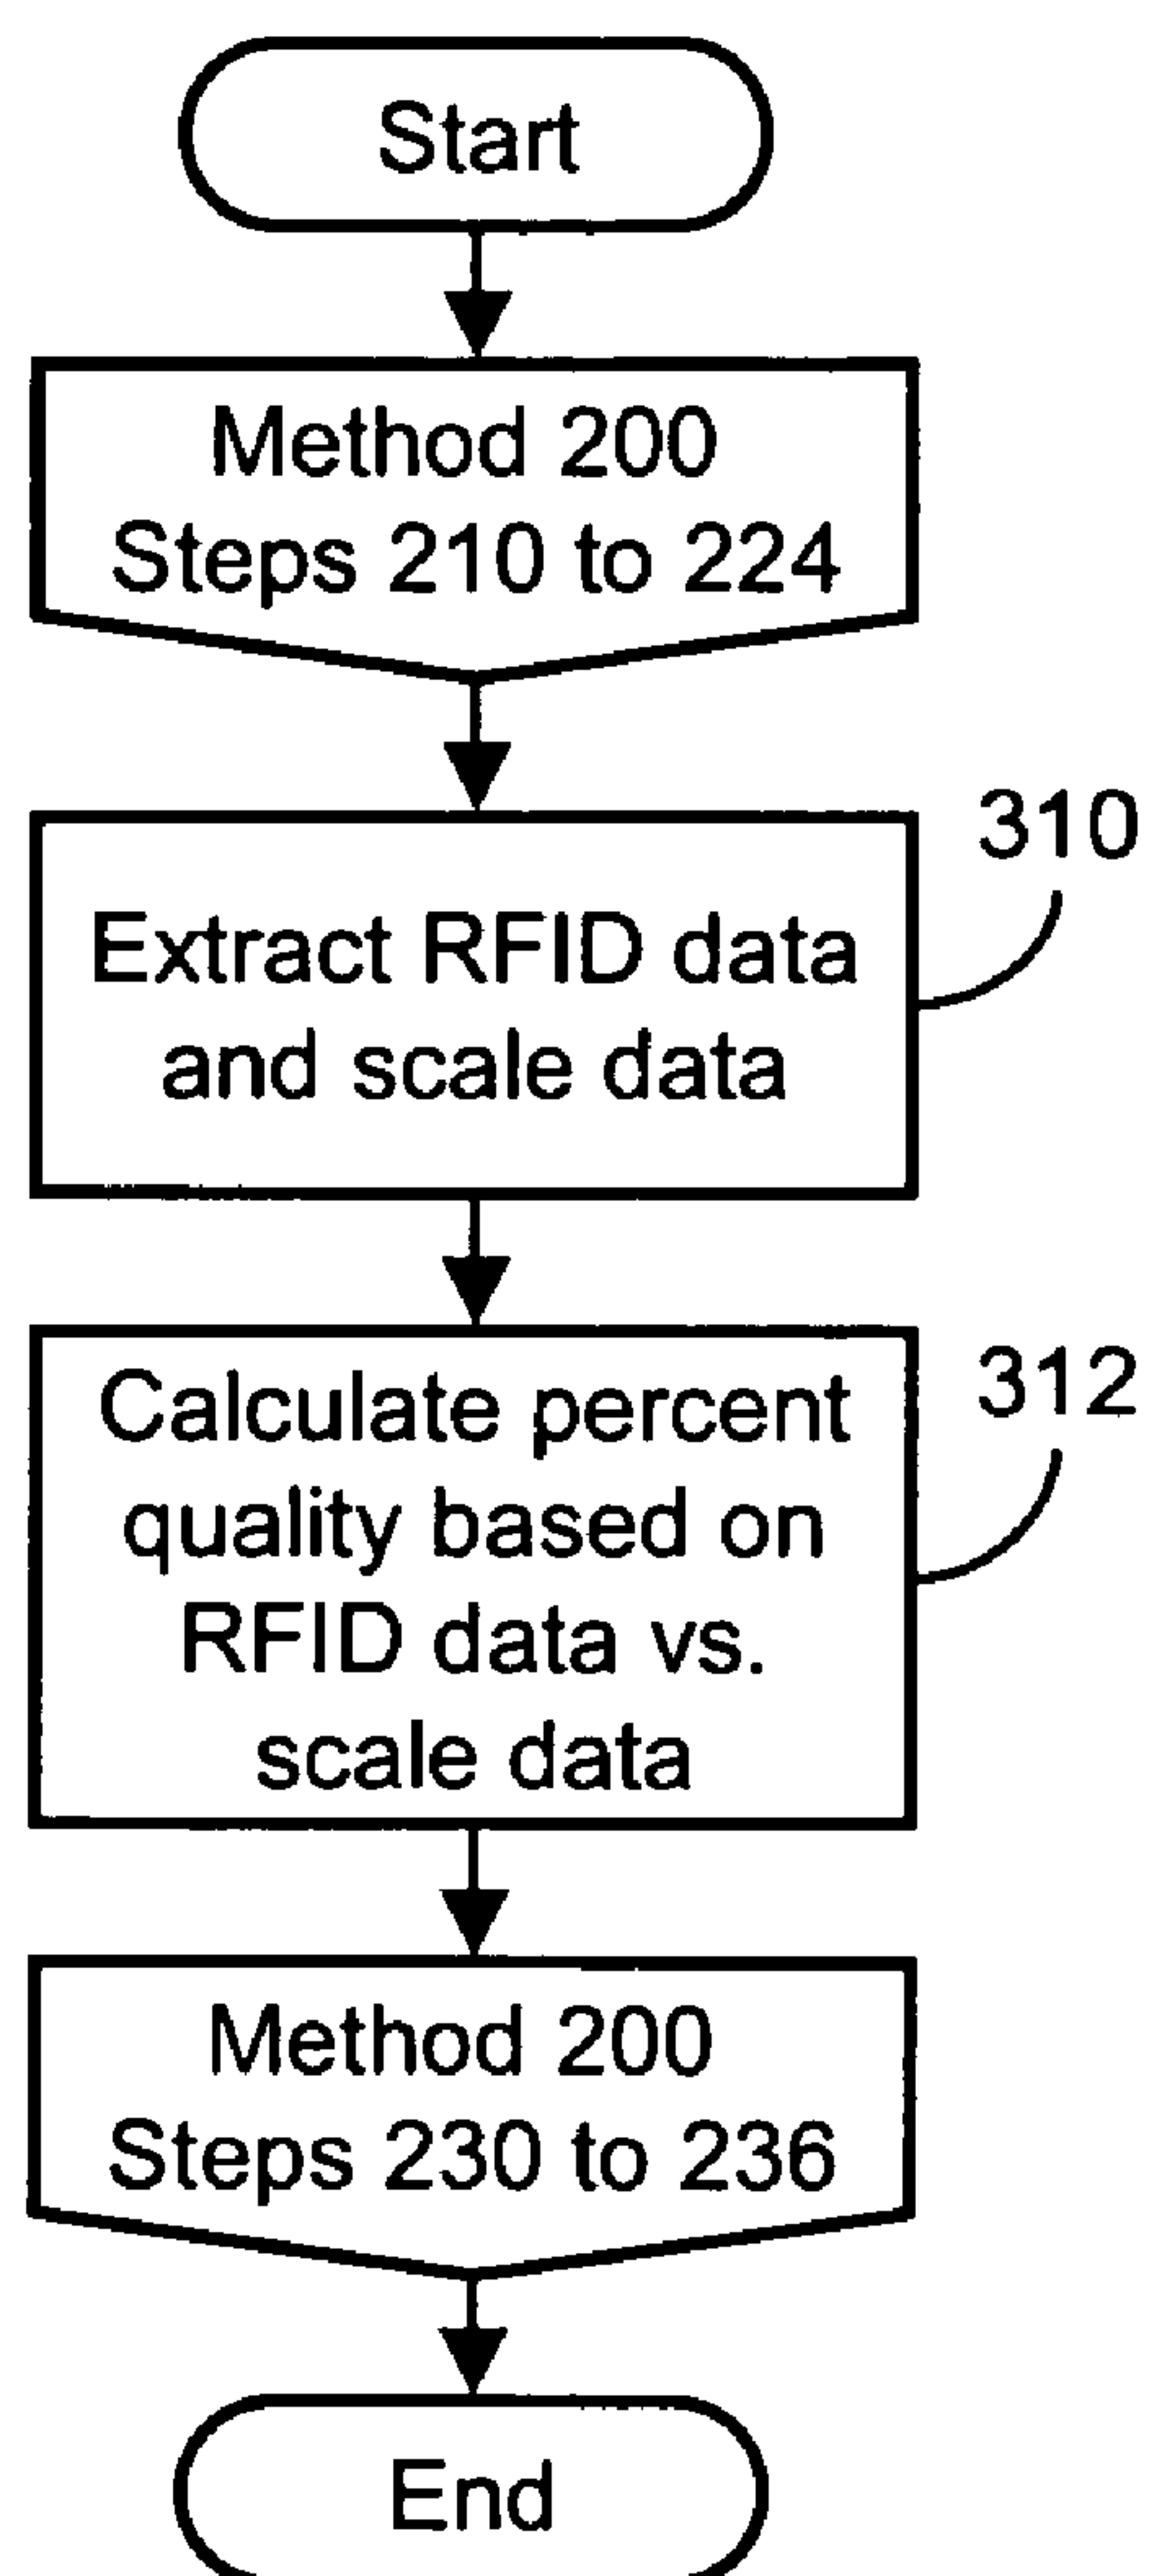 Start
Method 200
Steps 210 to 224
310
Extract RFID data
and scale data
312
Calculate percent
quality based on
RFID data vs.
scale data
Method 200
Steps 230 to 236
End